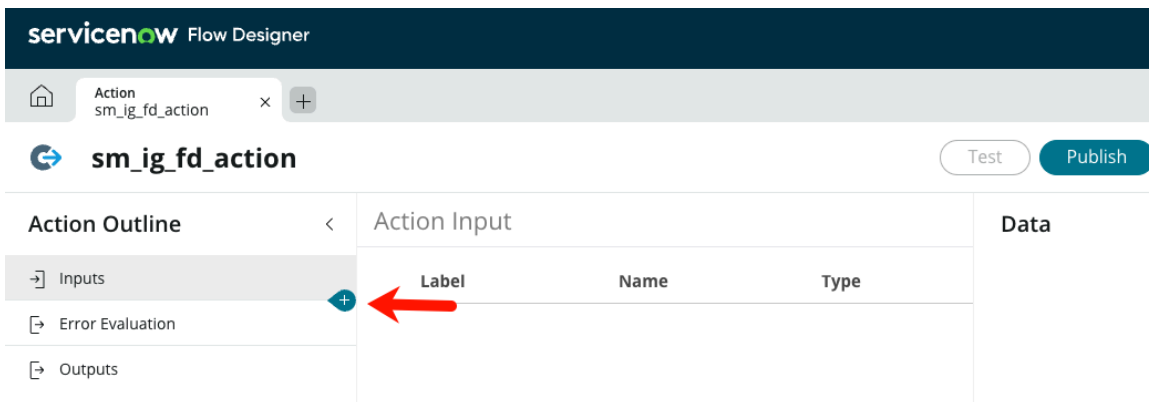 servicenow Flow Designer
Action
sm_ig_fd_action
sm_ig_fd_action
Test
Publish
Action Outline
Action Input
Data
Inputs
Label Name Type
Error Evaluation
Outputs